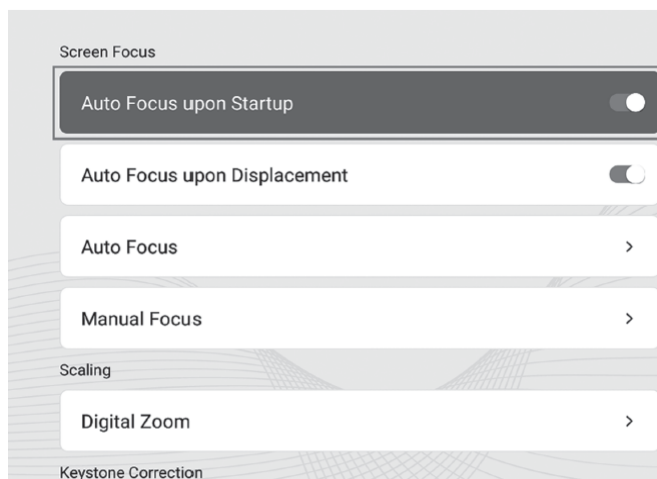 Screen Focus
Auto Focus upon Startup
Auto Focus upon Displacement
Auto Focus
Manual Focus
Scaling
Digital Zoom
Keystone Correction